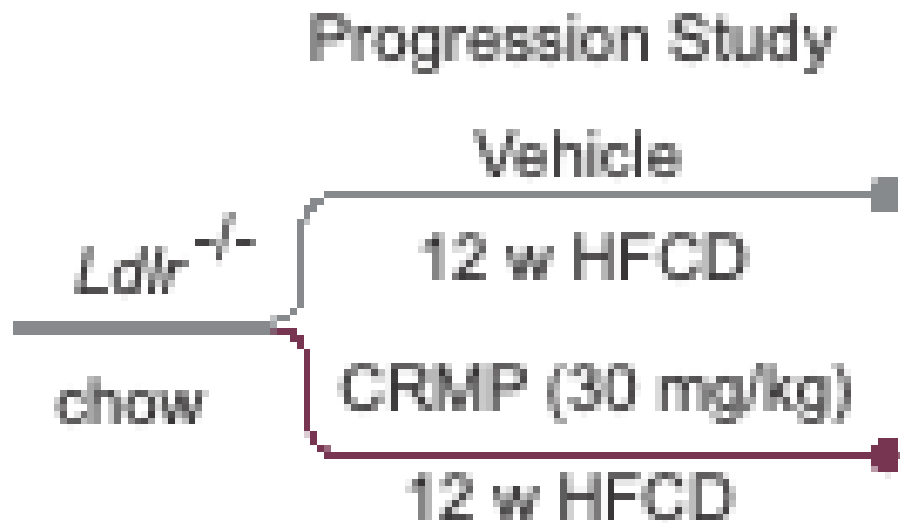 Progression Study
Vehicle
12 w HFCD
Ldlr -/-
chow
CRMP (30 mg/kg)
12 w HFCD